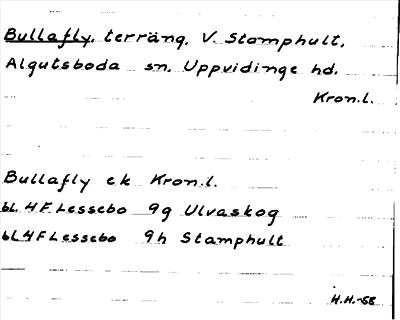 Bullafly, terräng, V. Stamphult,
Algutsboda sn. Uppvidinge hd.
Kron.l.
Bullafly ek Kron.l.
bl. 4F Lessebo 9g Ulvaskog
bl. 4F Lessebo 9h Stamphult
H.H.-58